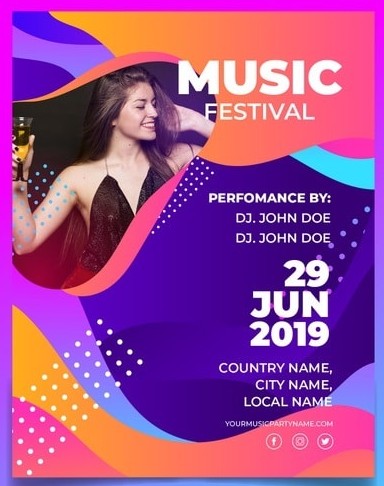 MUSIC
FESTIVAL
PERFOMANCE BY:
DJ. JOHN DOE
DJ. JOHN DOE
29
JUN
2019
COUNTRY NAME,
CITY NAME,
LOCAL NAME
YOURMUSICPARTYNAME.COM